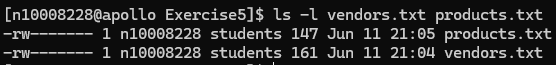 [n10008228@apollo Exercise5]$ ls -l vendors.txt products.txt
-rw------- 1 n10008228 students 147 Jun 11 21:05 products.txt
-rw------- 1 n10008228 students 161 Jun 11 21:04 vendors.txt